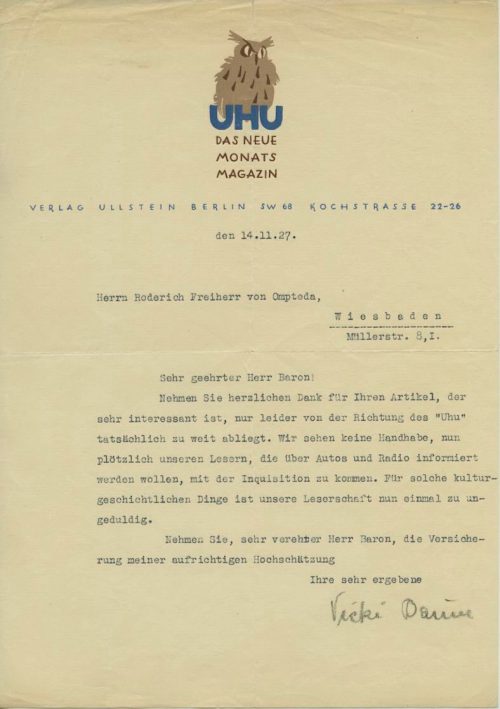 UHU
DAS NEUE
MONATS
MAGAZIN
VERLAG ULLSTEIN BERLIN SW 68 KOCHSTRASSE 22-26
den 14.11.27.
Herrn Roderich Freiherr von Ompteda,
Wiesbaden
Müllerstr. 8,I.
Sehr geehrter Herr Baron!
Nehmen Sie herzlichen Dank für Ihren Artikel, der
sehr interessant ist, nur leider von der Richtung des "Uhu"
tatsächlich zu weit abliegt. Wir sehen keine Handhabe, nun
plötzlich unseren Lesern, die über Autos und Radio informiert
werden wollen, mit der Inquisition zu kommen. Für solche kultur-
geschichtlichen Dinge ist unsere Leserschaft nun einmal zu un-
geduldig.
Nehmen Sie, sehr verehrter Herr Baron, die Versiche-
rung meiner aufrichtigen Hochschätzung
Ihre sehr ergebene
Vicki Baum